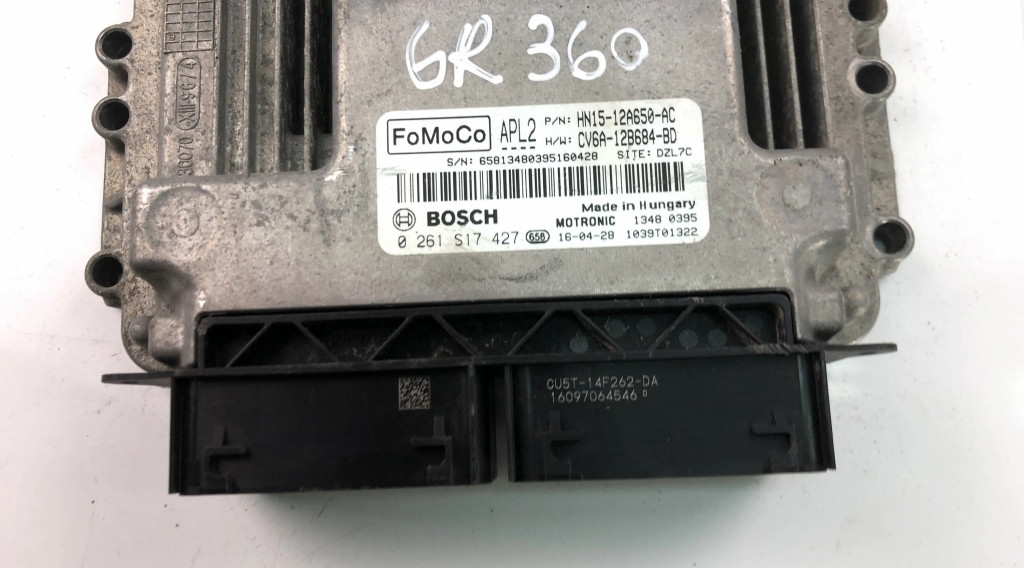 GR 360
FoMoCo APL2 P/N: HN15-12A650-AC
H/W: CV6A-12B684-BD
S/N: 65813480395160428 SITE: DZL7C
Made in Hungary
BOSCH MOTRONIC 1348 0395
0 261 S17 427 658 16-04-28 1039T01322
CU5T-14F262-DA
16097064546 D